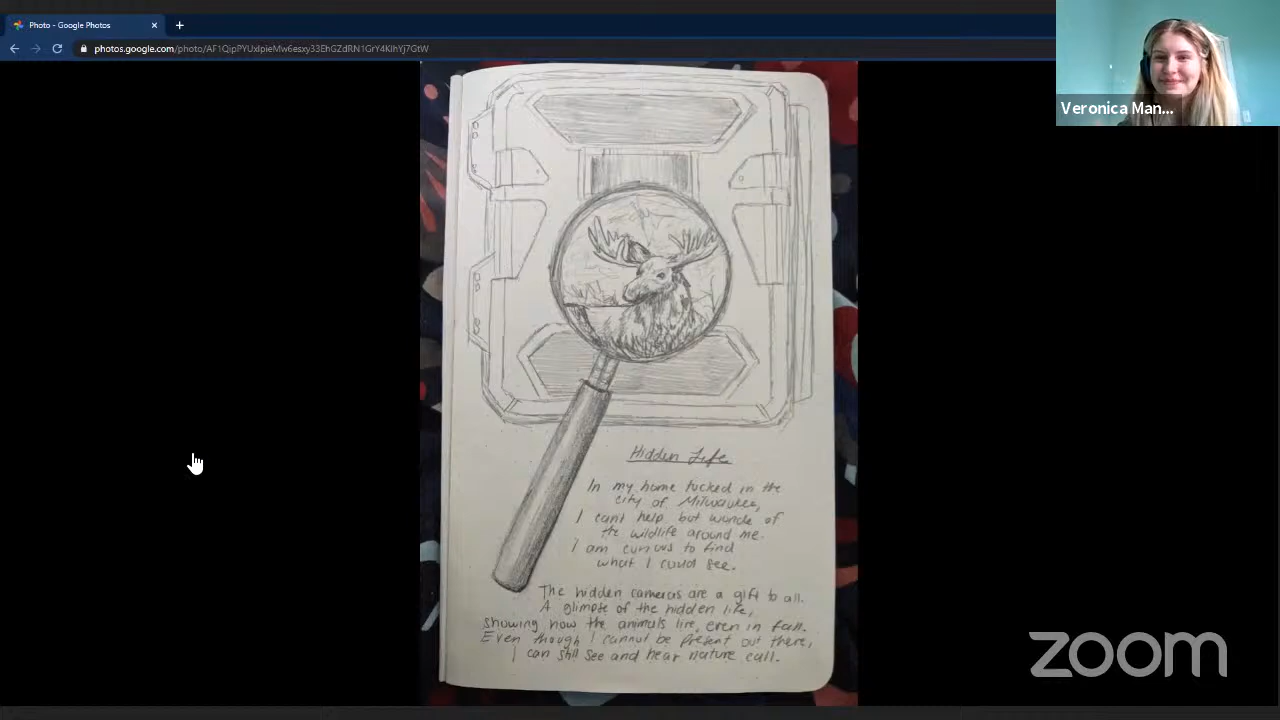 Photo - Google Photos
photos.google.com/photo/AF1QipPYUxlpieMw6esxy33EhGZdRN1GrY4KlhYj7GtW
Veronica Man...
Hidden Life
In my home tucked in the
city of Milwaukee,
I cant help but wonde of
the wildlife around me.
I am curious to find
what I could see.
The hidden cameras are a gift to all.
A glimpse of the hidden life,
showing how the animals live, even in fall.
Even though I cannot be present out there,
I can still see and hear nature call.
zoom